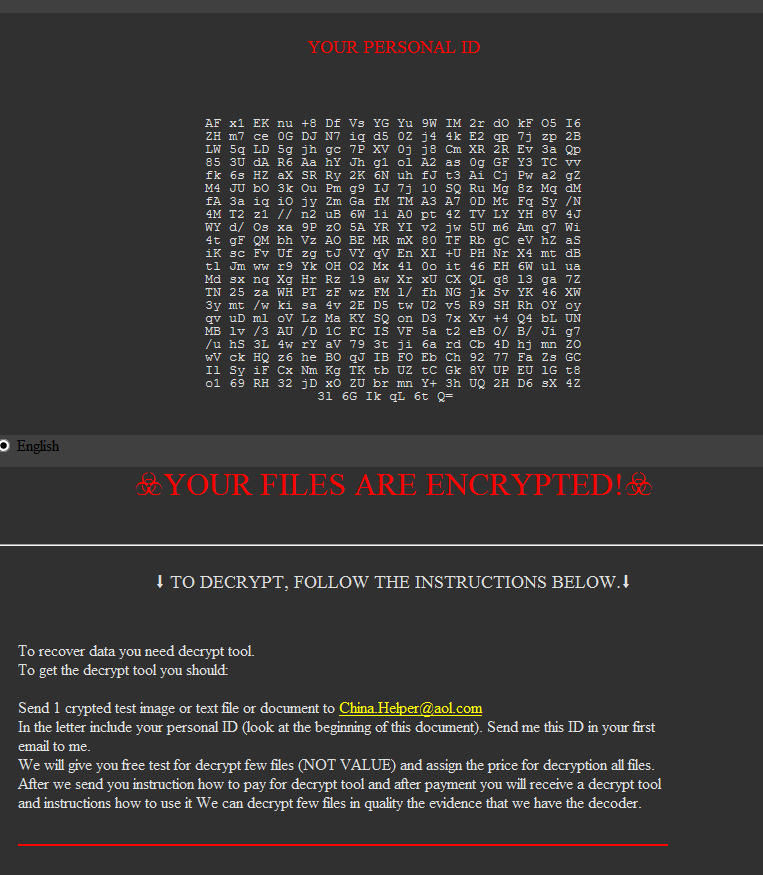 YOUR PERSONAL ID
AF x1 EK nu +8 Df Vs YG Yu 9W IM 2r dO kF O5 I6
ZH m7 ce 0G DJ N7 iq d5 0Z j4 4k E2 qp 7j zp 2B
LW 5q LD 5g jh gc 7P XV 0j j8 Cm XR 2R Ev 3a Qp
85 3U dA R6 Aa hY Jh g1 ol A2 as 0g GF Y3 TC vv
fk 6s HZ aX SR Ry 2K 6N uh fJ t3 Ai Cj Pw a2 gZ
M4 JU bO 3k Ou Pm g9 IJ 7j 10 SQ Ru Mg 8z Mq dM
fA 3a iq iO jy Zm Ga fM TM A3 A7 0D Mt Fq Sy /N
4M T2 z1 // n2 uB 6W 1i A0 pt 4Z TV LY YH 8V 4J
WY d/ Os xa 9P zO 5A YR YI v2 jw 5U m6 Am q7 Wi
4t gF QM bh Vz AO BE MR mX 80 TF Rb gC eV hZ aS
iK sc Fv Uf zg tJ VY qV En XI +U PH Nr X4 mt dB
tl Jm ww r9 Yk OH O2 Mx 4l 0o it 46 EH 6W ul ua
Md sx nq Xg Hr Rz 19 aw Xr xU CX QL q8 l3 ga 7Z
TN 25 za WH PT zF wz FM l/ fh NG jk Sv YK 46 XW
3y mt /w ki sa 4v 2E D5 tw U2 v5 R9 SH Rh OY oy
qv uD ml oV Lz Ma KY SQ on D3 7x Xv +4 Q4 bL UN
MB lv /3 AU /D 1C FC IS VF 5a t2 eB O/ B/ Ji g7
/u hS 3L 4w rY aV 79 3t ji 6a rd Cb 4D hj mn ZO
wV ck HQ z6 he BO qJ IB FO Eb Ch 92 77 Fa Zs GC
Il Sy iF Cx Nm Kg TK tb UZ tC Gk 8V UP EU lG t8
o1 69 RH 32 jD xO ZU br mn Y+ 3h UQ 2H D6 sX 4Z
3l 6G Ik qL 6t Q=
English
☣YOUR FILES ARE ENCRYPTED!☣
⬇ TO DECRYPT, FOLLOW THE INSTRUCTIONS BELOW.⬇
To recover data you need decrypt tool.
To get the decrypt tool you should:
Send 1 crypted test image or text file or document to China.Helper@aol.com
In the letter include your personal ID (look at the beginning of this document). Send me this ID in your first
email to me.
We will give you free test for decrypt few files (NOT VALUE) and assign the price for decryption all files.
After we send you instruction how to pay for decrypt tool and after payment you will receive a decrypt tool
and instructions how to use it We can decrypt few files in quality the evidence that we have the decoder.